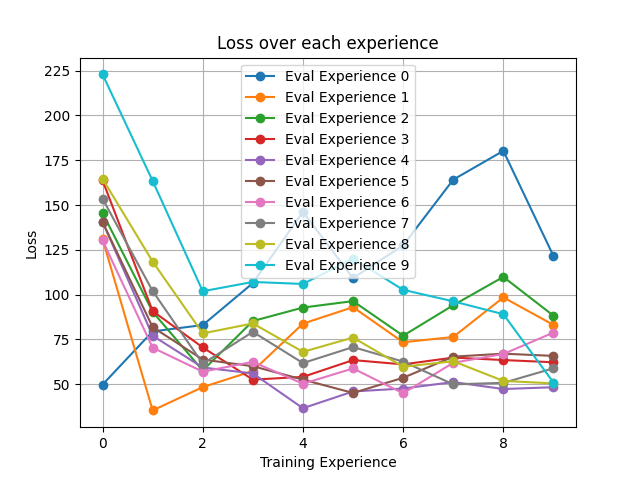 Loss over each experience
Eval Experience 0
Eval Experience 1
Eval Experience 2
Eval Experience 3
Eval Experience 4
Eval Experience 5
Eval Experience 6
Eval Experience 7
Eval Experience 8
Eval Experience 9
225
200
175
150
125
100
75
50
Loss
0 2 4 6 8
Training Experience